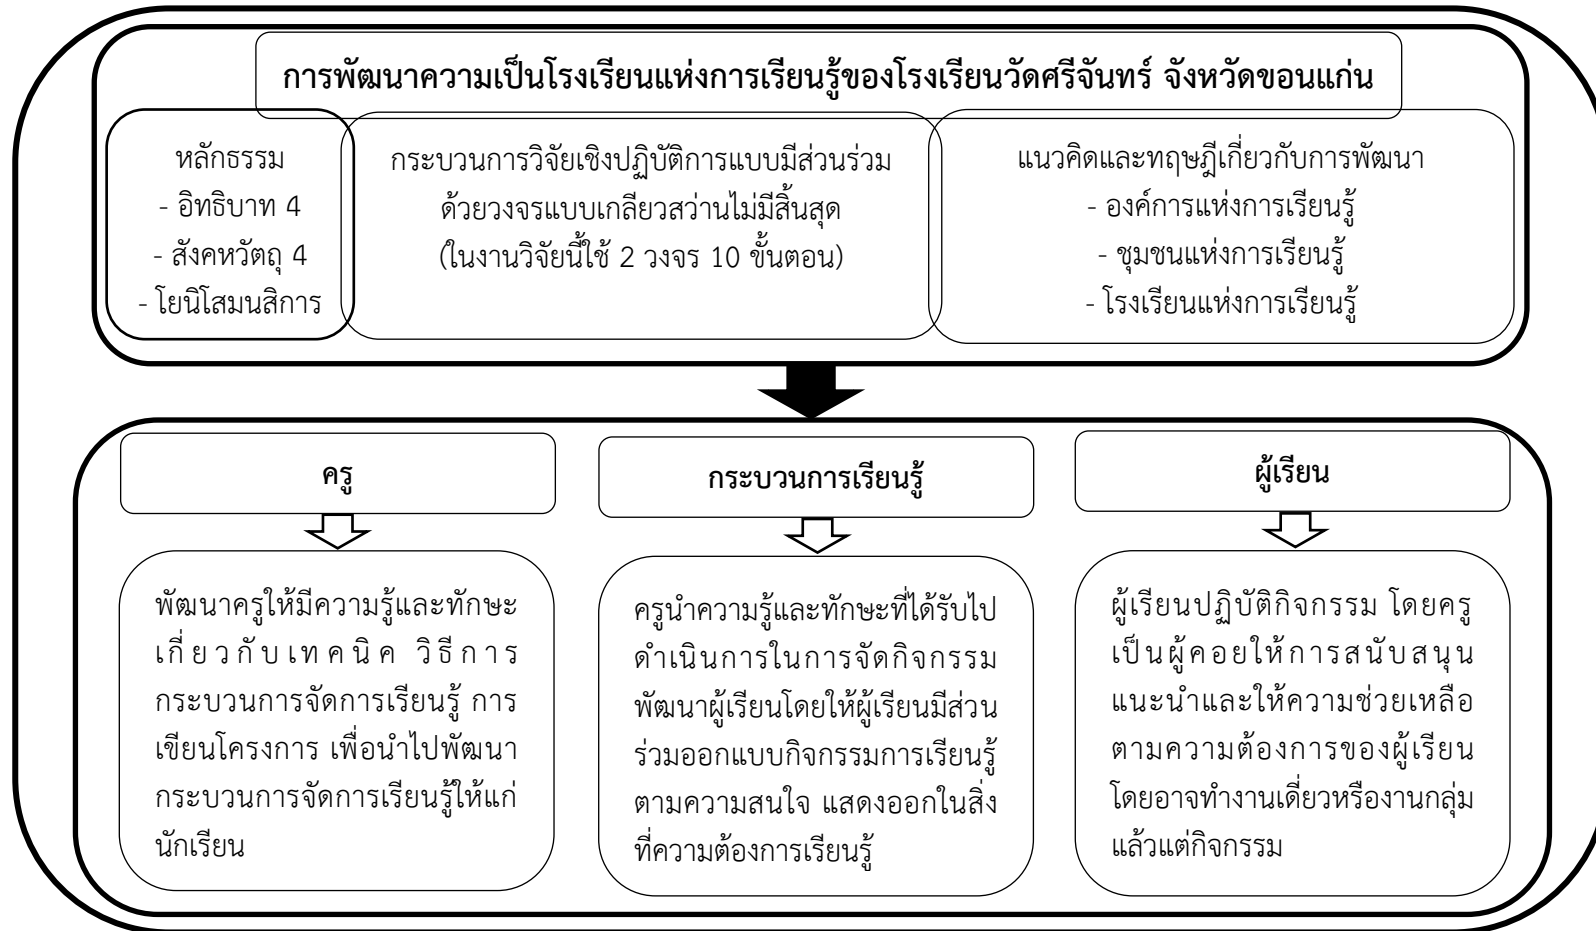 การพัฒนาความเป็นโรงเรียนแห่งการเรียนรู้ของโรงเรียนวัดศรีจันทร์ จังหวัดขอนแก่น
หลักธรรม
- อิทธิบาท 4
- สังคหวัตถุ 4
- โยนิโสมนสิการ
กระบวนการวิจัยเชิงปฏิบัติการแบบมีส่วนร่วม
ด้วยวงจรแบบเกลียวสว่านไม่มีสิ้นสุด
(ในงานวิจัยนี้ใช้ 2 วงจร 10 ขั้นตอน)
แนวคิดและทฤษฎีเกี่ยวกับการพัฒนา
- องค์การแห่งการเรียนรู้
- ชุมชนแห่งการเรียนรู้
- โรงเรียนแห่งการเรียนรู้
ครู
พัฒนาครูให้มีความรู้และทักษะ
เกี่ยวกับเทคนิค วิธีการ
กระบวนการจัดการเรียนรู้ การ
เขียนโครงการ เพื่อนำไปพัฒนา
กระบวนการจัดการเรียนรู้ให้แก่
นักเรียน
กระบวนการเรียนรู้
ครูนำความรู้และทักษะที่ได้รับไป
ดำเนินการในการจัดกิจกรรม
พัฒนาผู้เรียนโดยให้ผู้เรียนมีส่วน
ร่วมออกแบบกิจกรรมการเรียนรู้
ตามความสนใจ แสดงออกในสิ่ง
ที่ความต้องการเรียนรู้
ผู้เรียน
ผู้เรียนปฏิบัติกิจกรรม โดยครู
เป็นผู้คอยให้การสนับสนุน
แนะนำและให้ความช่วยเหลือ
ตามความต้องการของผู้เรียน
โดยอาจทำงานเดี่ยวหรืองานกลุ่ม
แล้วแต่กิจกรรม